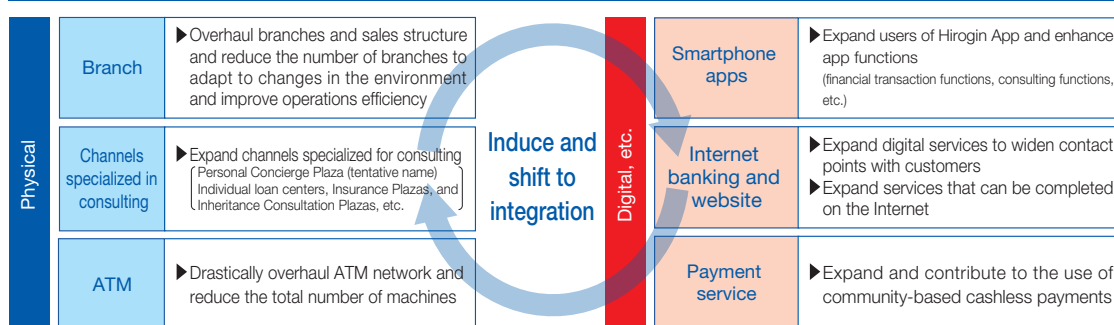 Physical
Branch
▶Overhaul branches and sales structure
and reduce the number of branches to
adapt to changes in the environment
and improve operations efficiency
Channels
specialized in
consulting
▶Expand channels specialized for consulting
Personal Concierge Plaza (tentative name)
Individual loan centers, Insurance Plazas, and
Inheritance Consultation Plazas, etc.
ATM
▶Drastically overhaul ATM network and
reduce the total number of machines
Induce and
shift to
integration
Digital, etc.
Smartphone
apps
▶Expand users of Hirogin App and enhance
app functions
(financial transaction functions, consulting functions,
etc.)
Internet
banking and
website
▶Expand digital services to widen contact
points with customers
▶Expand services that can be completed
on the Internet
Payment
service
▶Expand and contribute to the use of
community-based cashless payments